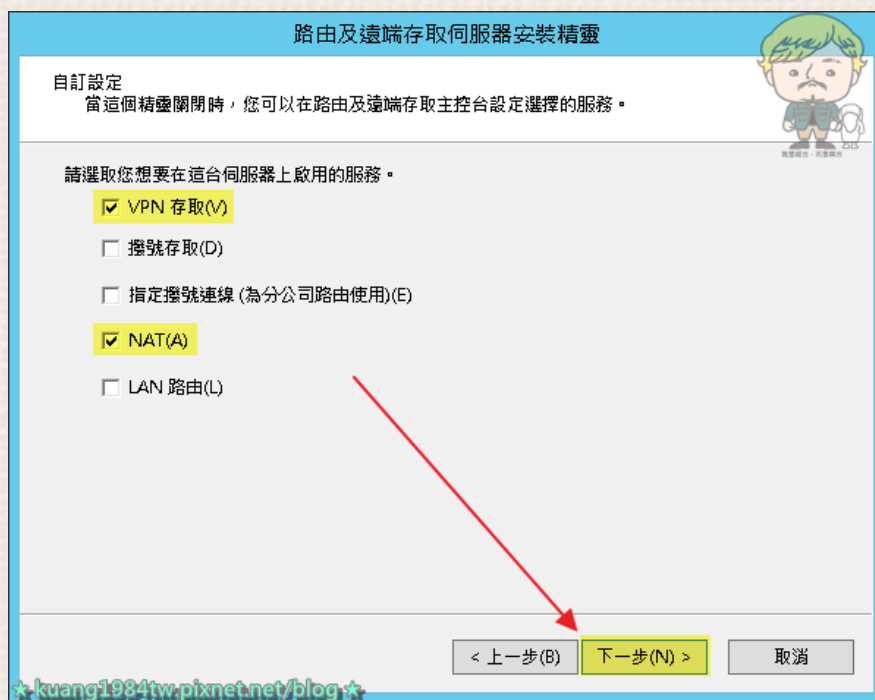 路由及遠端存取伺服器安裝精靈
自訂設定
當這個精靈關閉時，您可以在路由及遠端存取主控台設定選擇的服務。
請選取您想要在這台伺服器上啟用的服務。
VPN 存取(V)
撥號存取(D)
指定撥號連線 (為分公司路由使用)(E)
NAT(A)
LAN 路由(L)
< 上一步(B)
下一步(N) >
取消
★ kuang1984tw.pixnet.net/blog ★